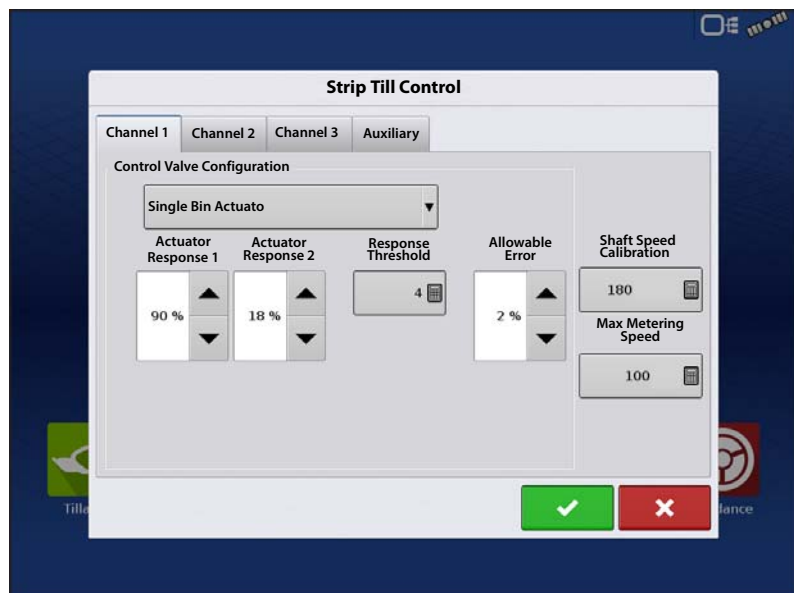 Strip Till Control
Channel 1 Channel 2 Channel 3 Auxiliary
Control Valve Configuration
Single Bin Actuato
Actuator Response 1
Actuator Response 2
Response Threshold
Allowable Error
Shaft Speed Calibration
90 %
18 %
4
2 %
180
Max Metering Speed
100
Tilla
dance